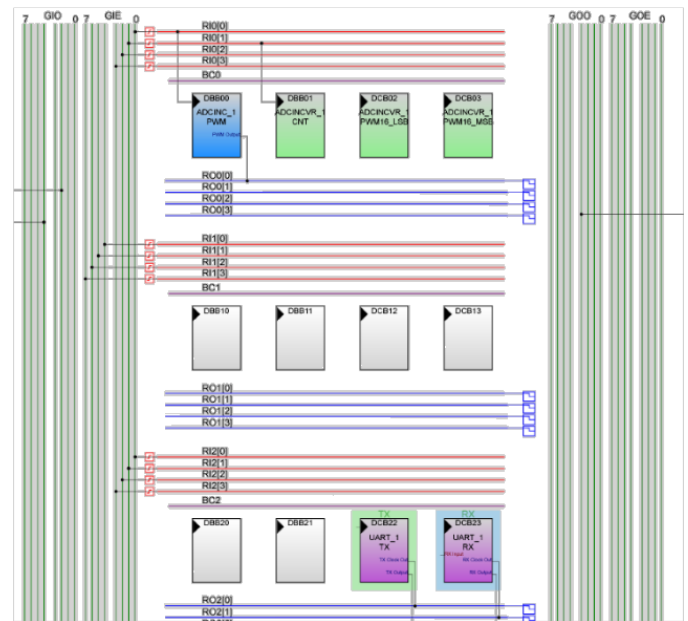 GIO GIE GOO GOE
7 0 7 0 7 0 7 0
RI0[0]
RI0[1]
RI0[2]
RI0[3]
BC0
DBB00 DBB01 DCB02 DCB03
ADCINC_1 ADCINCVR_1 ADCINCVR_1 ADCINCVR_1
PWM CNT PWM16_LSB PWM16_MSB
PWM Output
RO0[0]
RO0[1]
RO0[2]
RO0[3]
RI1[0]
RI1[1]
RI1[2]
RI1[3]
BC1
DBB10 DBB11 DCB12 DCB13
RO1[0]
RO1[1]
RO1[2]
RO1[3]
RI2[0]
RI2[1]
RI2[2]
RI2[3]
BC2
TX RX
DBB20 DBB21 DCB22 DCB23
UART_1 UART_1
TX RX
RX Input
TX Clock Out RX Clock Out
TX Output RX Output
RO2[0]
RO2[1]